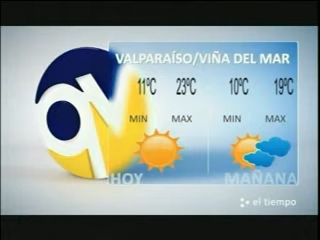 VALPARAÍSO/VIÑA DEL MAR
11ºC 23ºC 10ºC 19ºC
MIN MAX MIN MAX
HOY MAÑANA
el tiempo